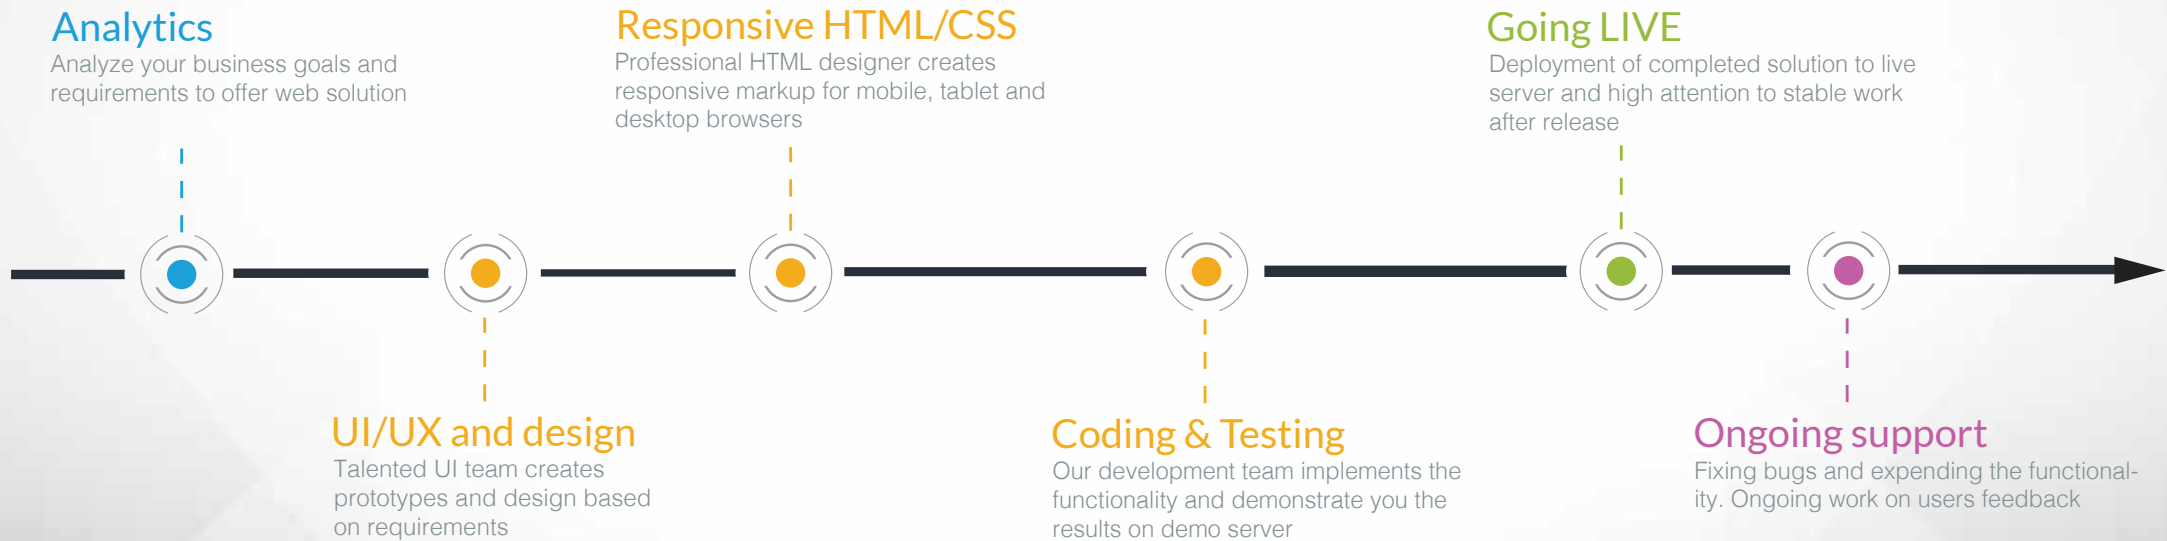 Analytics
Analyze your business goals and
requirements to offer web solution
Responsive HTML/CSS
Professional HTML designer creates
responsive markup for mobile, tablet and
desktop browsers
Going LIVE
Deployment of completed solution to live
server and high attention to stable work
after release
UI/UX and design
Talented UI team creates
prototypes and design based
on requirements
Coding & Testing
Our development team implements the
functionality and demonstrate you the
results on demo server
Ongoing support
Fixing bugs and expending the functional-
ity. Ongoing work on users feedback